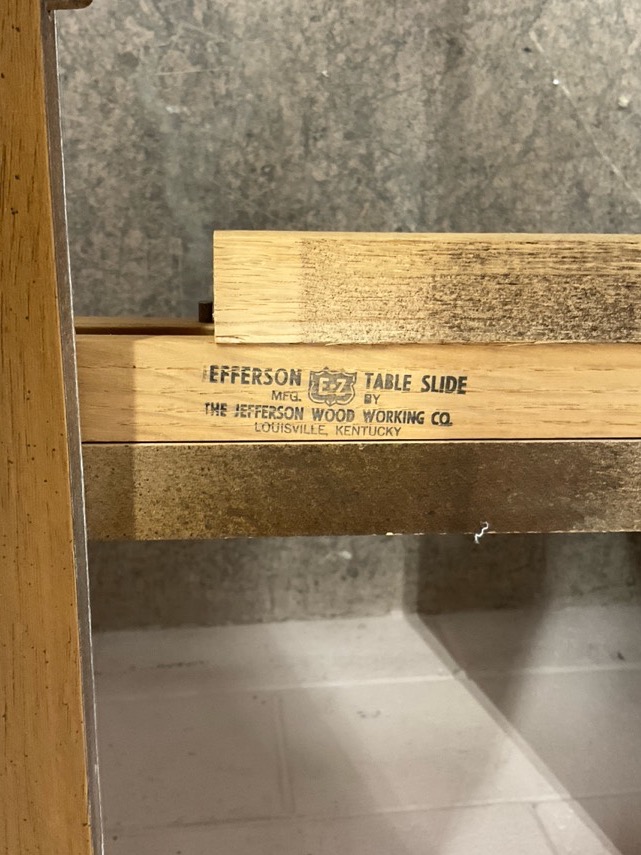 JEFFERSON E-Z TABLE SLIDE
MFG. BY
THE JEFFERSON WOOD WORKING CO.
LOUISVILLE, KENTUCKY